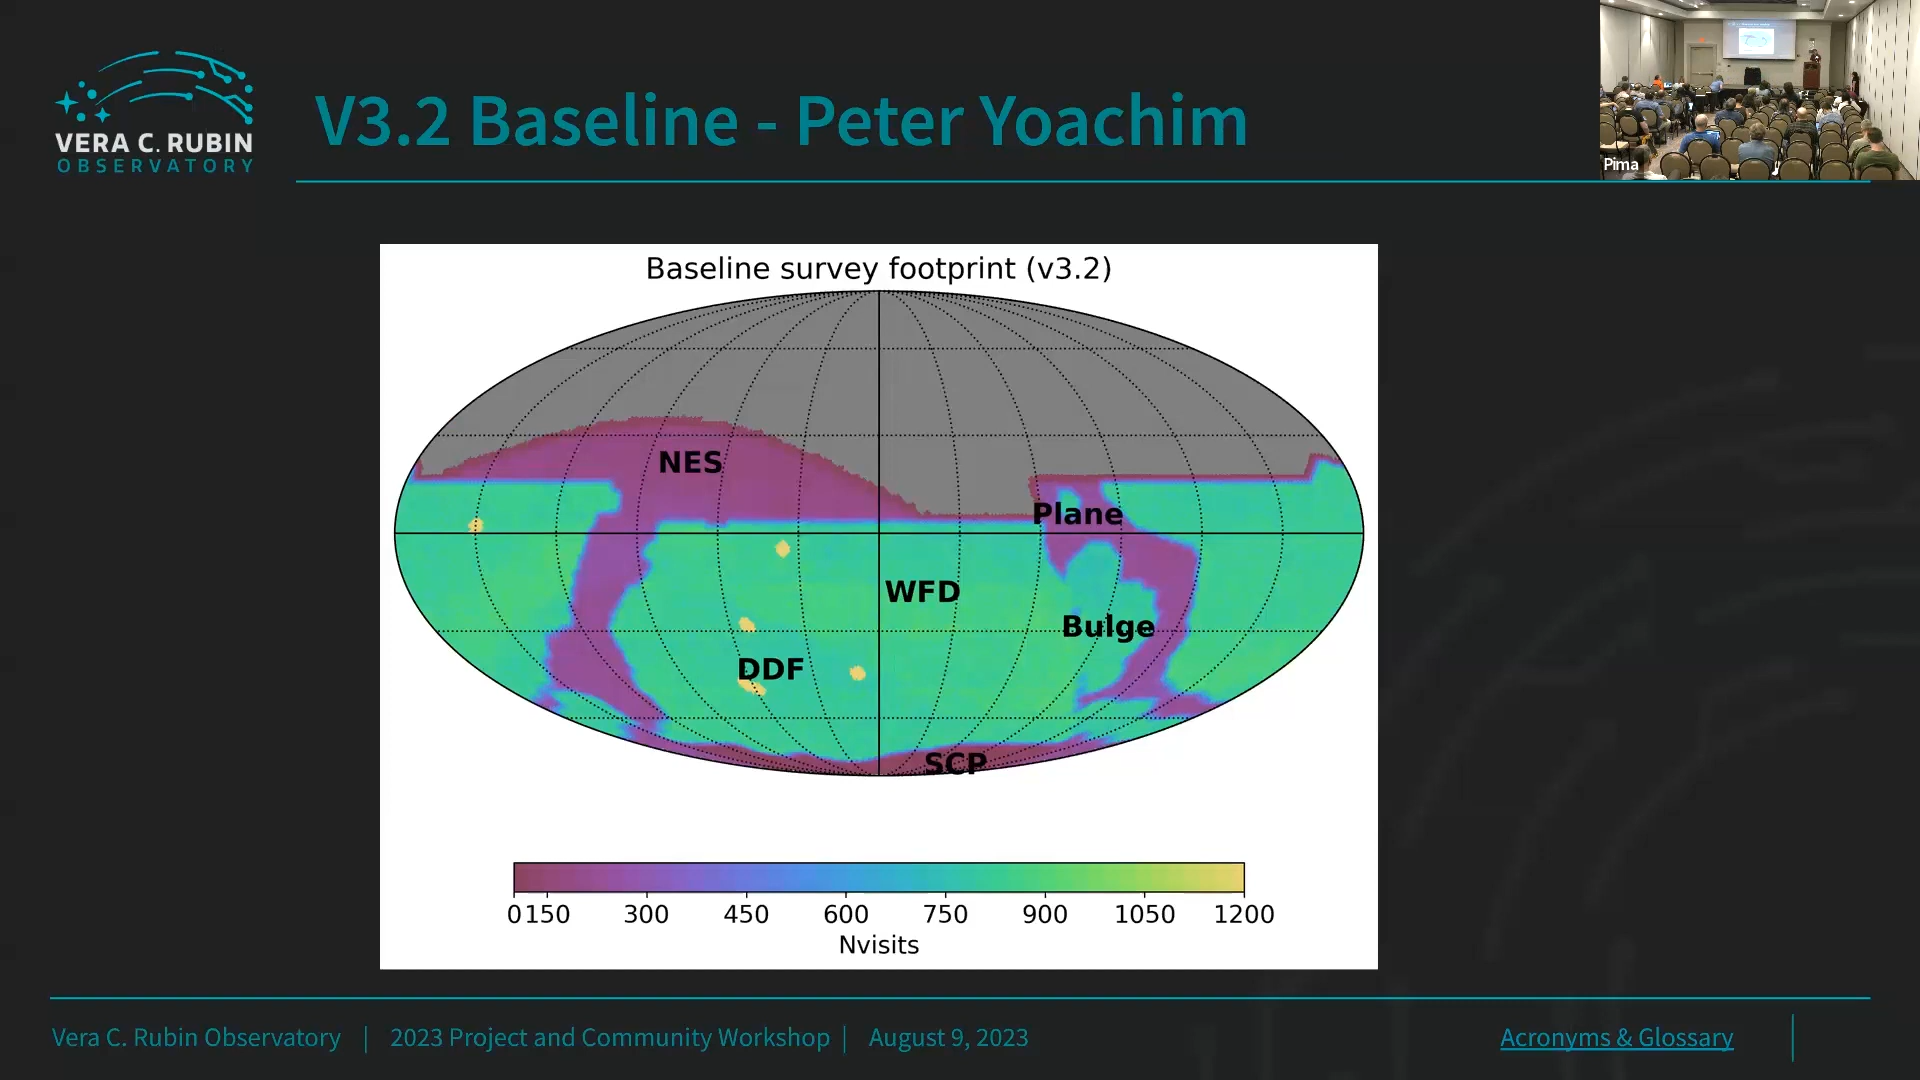 VERA C. RUBIN
OBSERVATORY
V3.2 Baseline - Peter Yoachim
Pima
Baseline survey footprint (v3.2)
NES
Plane
WFD
Bulge
DDF
SCP
0 150 300 450 600 750 900 1050 1200
Nvisits
Vera C. Rubin Observatory | 2023 Project and Community Workshop | August 9, 2023
Acronyms & Glossary